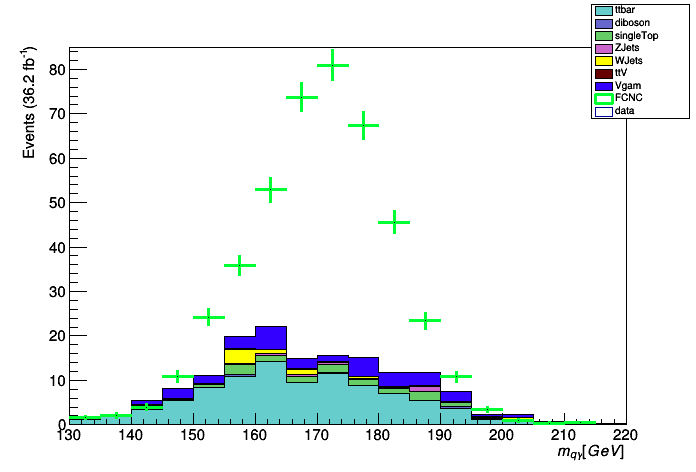 ttbar
diboson
singleTop
ZJets
WJets
ttV
Vgam
FCNC
data
Events (36.2 fb⁻¹)
80
70
60
50
40
30
20
10
0
130 140 150 160 170 180 190 200 210 220
m_qγ[GeV]